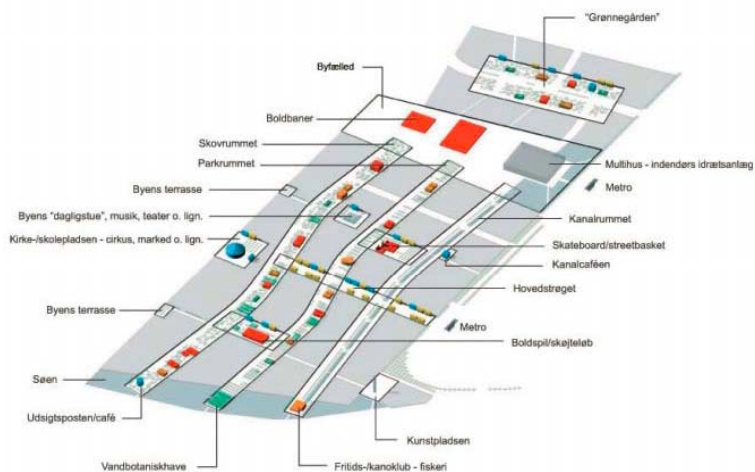 "Grønnegården"
Byfælled
Boldbaner
Skovrummet
Parkrummet
Multihus - indendørs idrætsanlæg
Metro
Byens terrasse
Kanalrummet
Byens "dagligstue", musik, teater o. lign.
Kirke-/skolepladsen - cirkus, marked o. lign.
Skateboard/streetbasket
Kanalcaféen
Hovedstrøget
Byens terrasse
Metro
Boldspil/skøjteløb
Søen
Udsigtsposten/café
Kunstpladsen
Vandbotaniskhave
Fritids-/kanoklub - fiskeri